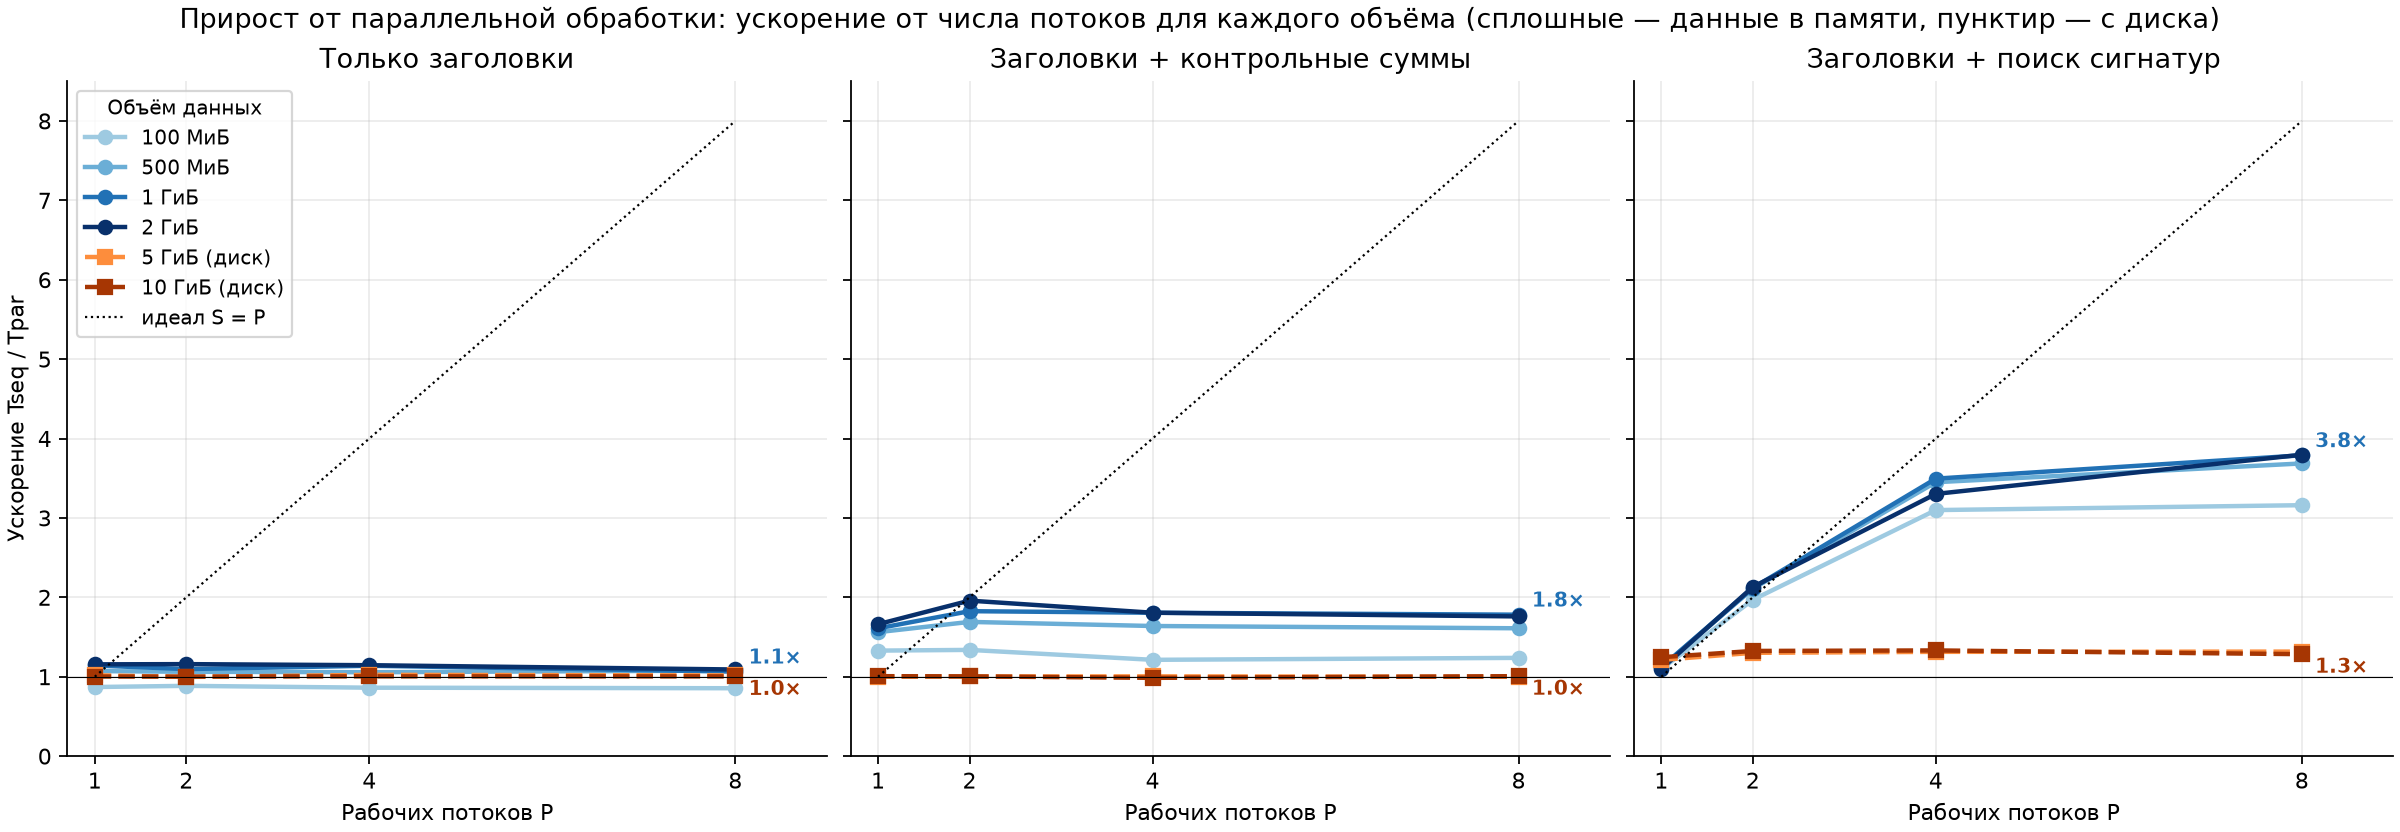 Прирост от параллельной обработки: ускорение от числа потоков для каждого объёма (сплошные — данные в памяти, пунктир — с диска)
Только заголовки
Заголовки + контрольные суммы
Заголовки + поиск сигнатур
Ускорение Tseq / Tpar
8
7
6
5
4
3
2
1
0
Объём данных
100 МиБ
500 МиБ
1 ГиБ
2 ГиБ
5 ГиБ (диск)
10 ГиБ (диск)
идеал S = P
1.1×
1.0×
1 2 4 8
Рабочих потоков P
1.8×
1.0×
1 2 4 8
Рабочих потоков P
3.8×
1.3×
1 2 4 8
Рабочих потоков P